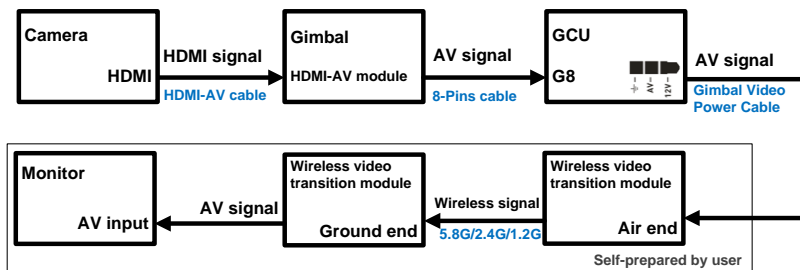 Camera
HDMI
HDMI signal
HDMI-AV cable
Gimbal
HDMI-AV module
AV signal
8-Pins cable
GCU
G8
AV
12V
AV signal
Gimbal Video
Power Cable
Monitor
AV input
AV signal
Wireless video
transition module
Ground end
Wireless signal
5.8G/2.4G/1.2G
Wireless video
transition module
Air end
Self-prepared by user